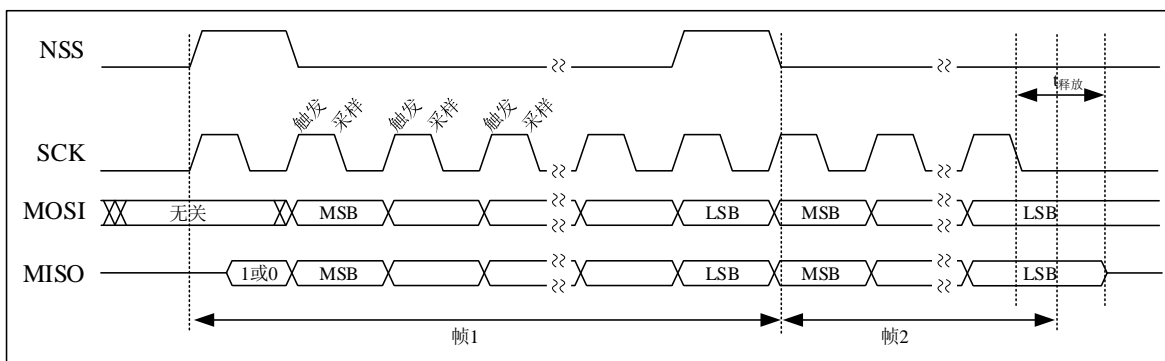 NSS
t释放
触发 采样 触发 采样 触发 采样
SCK
MOSI 无关 MSB LSB MSB LSB
MISO 1或0 MSB LSB MSB LSB
帧1 帧2